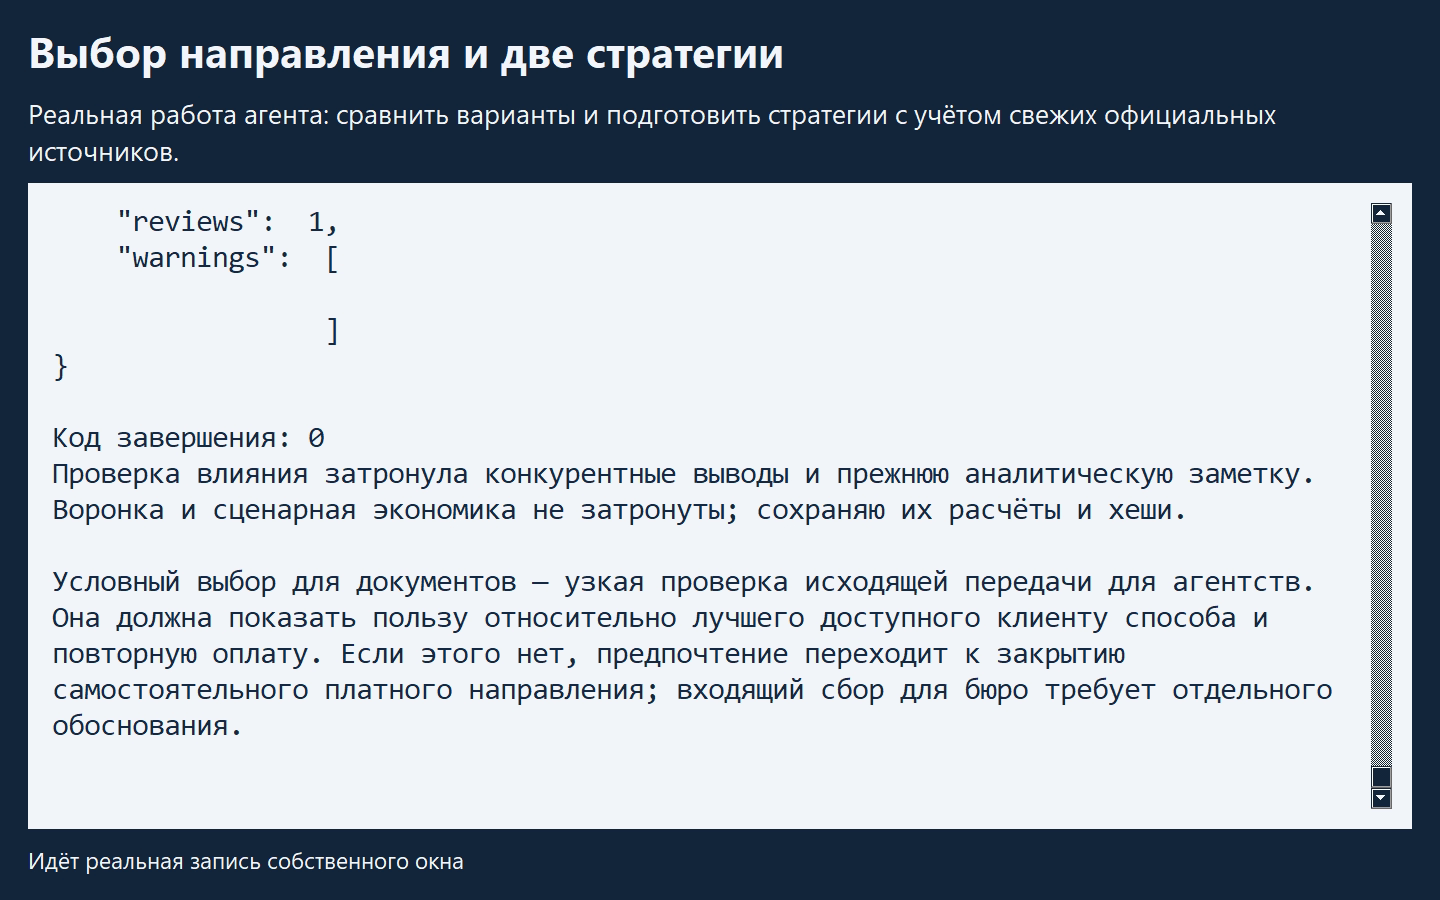 Выбор направления и две стратегии
Реальная работа агента: сравнить варианты и подготовить стратегии с учётом свежих официальных
источников.
"reviews":  1,
"warnings":  [
]
}
Код завершения: 0
Проверка влияния затронула конкурентные выводы и прежнюю аналитическую заметку.
Воронка и сценарная экономика не затронуты; сохраняю их расчёты и хеши.
Условный выбор для документов — узкая проверка исходящей передачи для агентств.
Она должна показать пользу относительно лучшего доступного клиенту способа и
повторную оплату. Если этого нет, предпочтение переходит к закрытию
самостоятельного платного направления; входящий сбор для бюро требует отдельного
обоснования.
Идёт реальная запись собственного окна